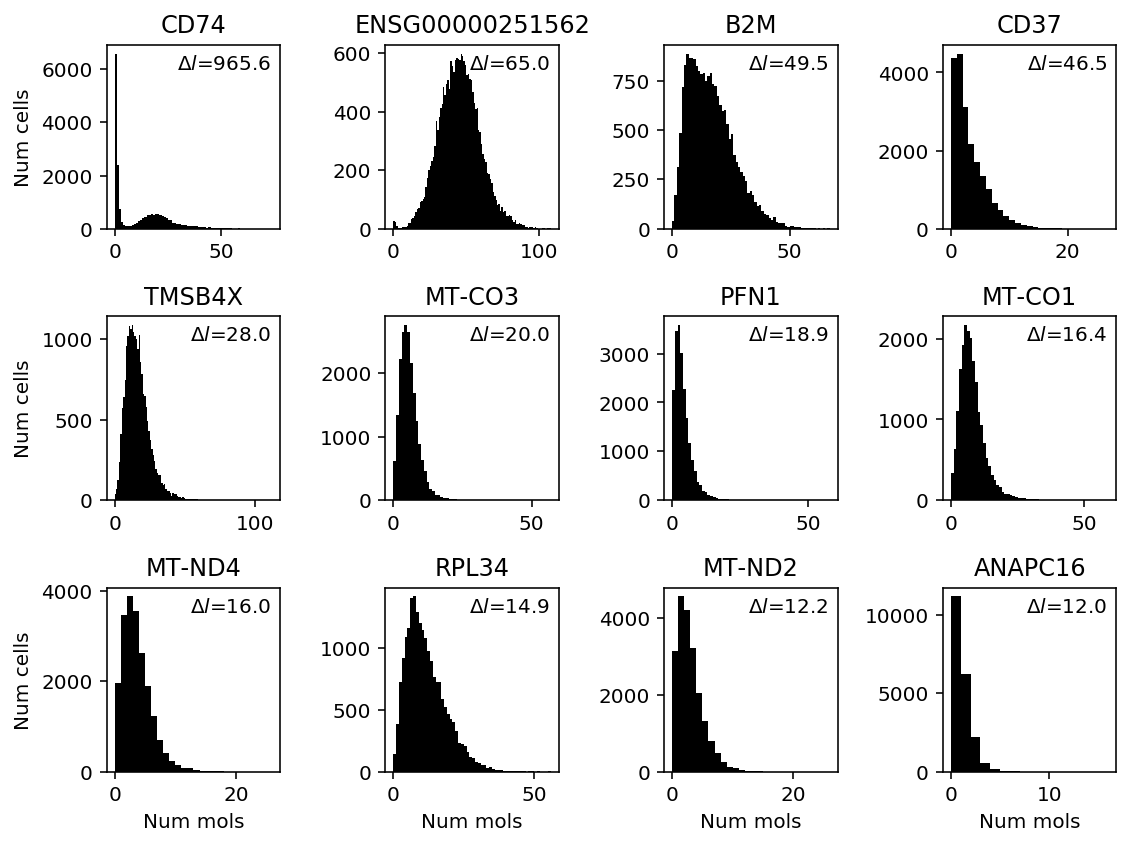 CD74
ENSG00000251562
B2M
CD37
Δl=965.6
Δl=65.0
Δl=49.5
Δl=46.5
Num cells
6000
4000
2000
0
0
50
600
400
200
0
0
100
750
500
250
0
0
50
4000
2000
0
0
20
TMSB4X
MT-CO3
PFN1
MT-CO1
Δl=28.0
Δl=20.0
Δl=18.9
Δl=16.4
Num cells
1000
500
0
0
100
2000
1000
0
0
50
3000
2000
1000
0
0
50
2000
1000
0
0
50
MT-ND4
RPL34
MT-ND2
ANAPC16
Δl=16.0
Δl=14.9
Δl=12.2
Δl=12.0
Num cells
4000
2000
0
0
20
1000
500
0
0
50
4000
2000
0
0
20
10000
5000
0
0
10
Num mols
Num mols
Num mols
Num mols